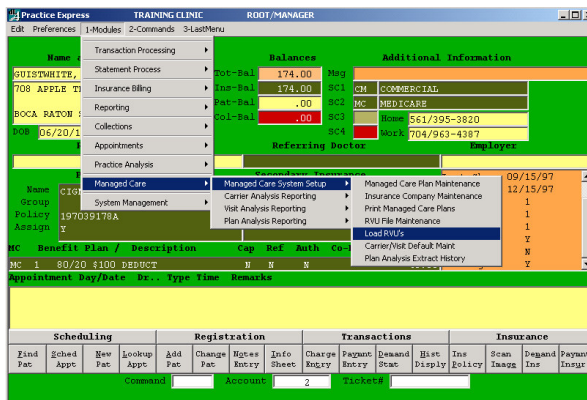 Practice Express TRAINING CLINIC ROOT/MANAGER
Edit Preferences 1-Modules 2-Commands 3-LastMenu
Transaction Processing
Statement Process
Insurance Billing
Reporting
Collections
Appointments
Practice Analysis
Managed Care
System Management
Managed Care System Setup
Carrier Analysis Reporting
Visit Analysis Reporting
Plan Analysis Reporting
Managed Care Plan Maintenance
Insurance Company Maintenance
Print Managed Care Plans
RVU File Maintenance
Load RVU's
Carrier/Visit Default Maint
Plan Analysis Extract History
Name Balances Additional Information
GUISTWHITE, Tot-Bal 174.00 Msg
708 APPLE Ins-Bal 174.00 SC1 CM COMMERCIAL
Pat-Bal .00 SC2 MC MEDICARE
BOCA RATON Col-Bal .00 SC3 Home 561/395-3820
DOB 06/20/1 SC4 Work 704/963-4387
Referring Doctor Employer
Secondary Insurance 09/15/97
Name CIGN 12/15/97
Group 1
Policy 197039178A 1
Assign Y 1
Y
MC Benefit Plan / Description Cap Ref Auth N
MC 1 80/20 $100 DEDUCT N N N Y
Appointment Day/Date Dr.. Type Time Remarks
Scheduling Registration Transactions Insurance
Find Pat Sched Appt New Pat Lookup Appt Add Pat Change Pat Notes Entry Info Sheet Charge Entry Paymnt Entry Demand Stmt Hist Disply Ins Policy Scan Image Demand Ins Paymnt Insur
Command Account 2 Ticket#